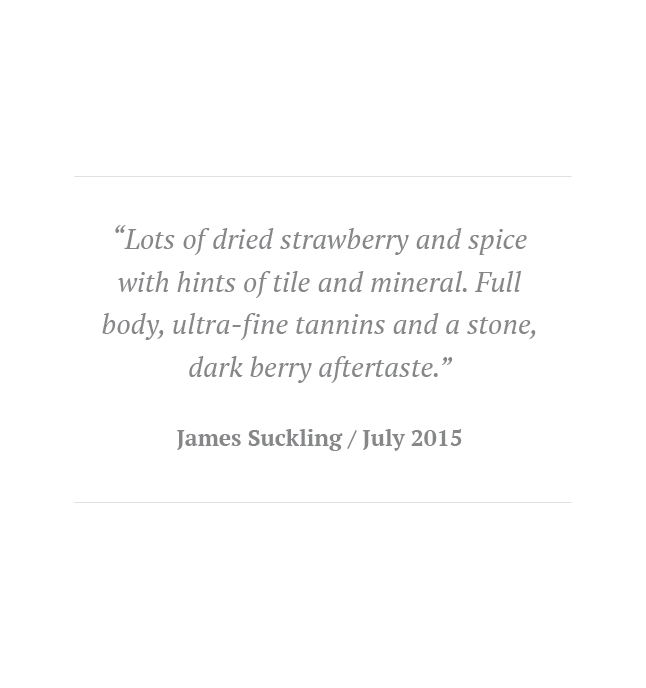 “Lots of dried strawberry and spice
with hints of tile and mineral. Full
body, ultra-fine tannins and a stone,
dark berry aftertaste.”
James Suckling / July 2015